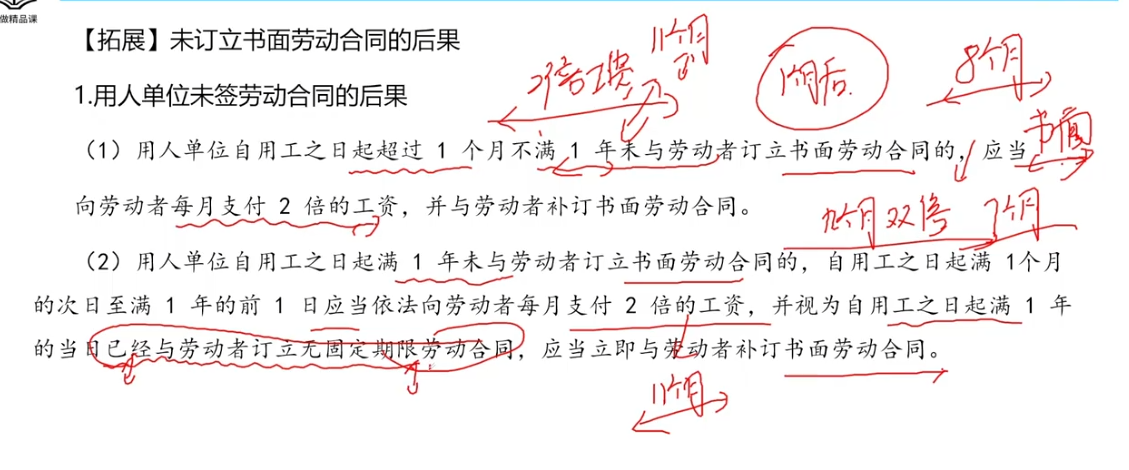 做精品课
【拓展】未订立书面劳动合同的后果
11个月
1个月后
8个月
2倍工资
1.用人单位未签劳动合同的后果
书面
（1）用人单位自用工之日起超过 1 个月不满 1 年未与劳动者订立书面劳动合同的，应当
向劳动者每月支付 2 倍的工资，并与劳动者补订书面劳动合同。
个月双倍
7个月
（2）用人单位自用工之日起满 1 年未与劳动者订立书面劳动合同的，自用工之日起满 1个月
的次日至满 1 年的前 1 日应当依法向劳动者每月支付 2 倍的工资，并视为自用工之日起满 1 年
的当日已经与劳动者订立无固定期限劳动合同，应当立即与劳动者补订书面劳动合同。
11个月